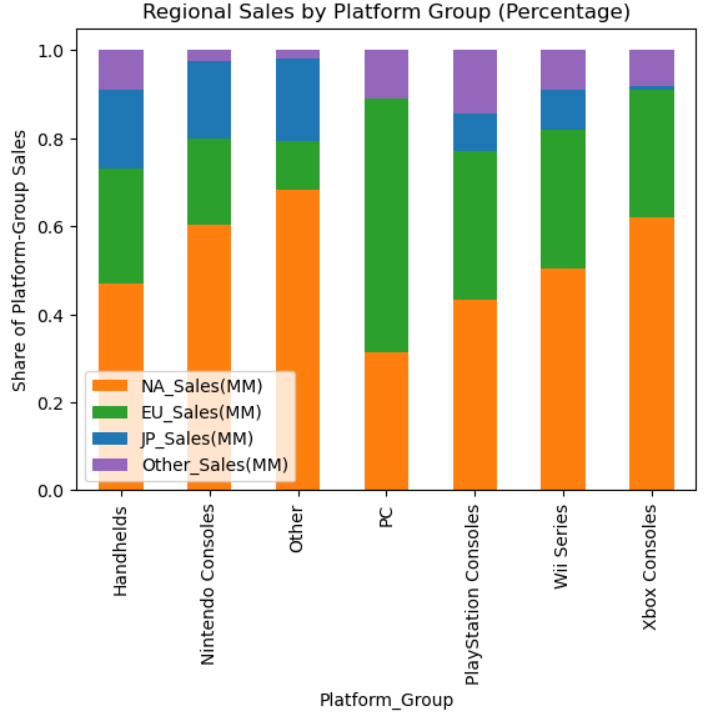 Regional Sales by Platform Group (Percentage)
Share of Platform-Group Sales
1.0
0.8
0.6
0.4
0.2
0.0
NA_Sales(MM)
EU_Sales(MM)
JP_Sales(MM)
Other_Sales(MM)
Handhelds
Nintendo Consoles
Other
PC
PlayStation Consoles
Wii Series
Xbox Consoles
Platform_Group